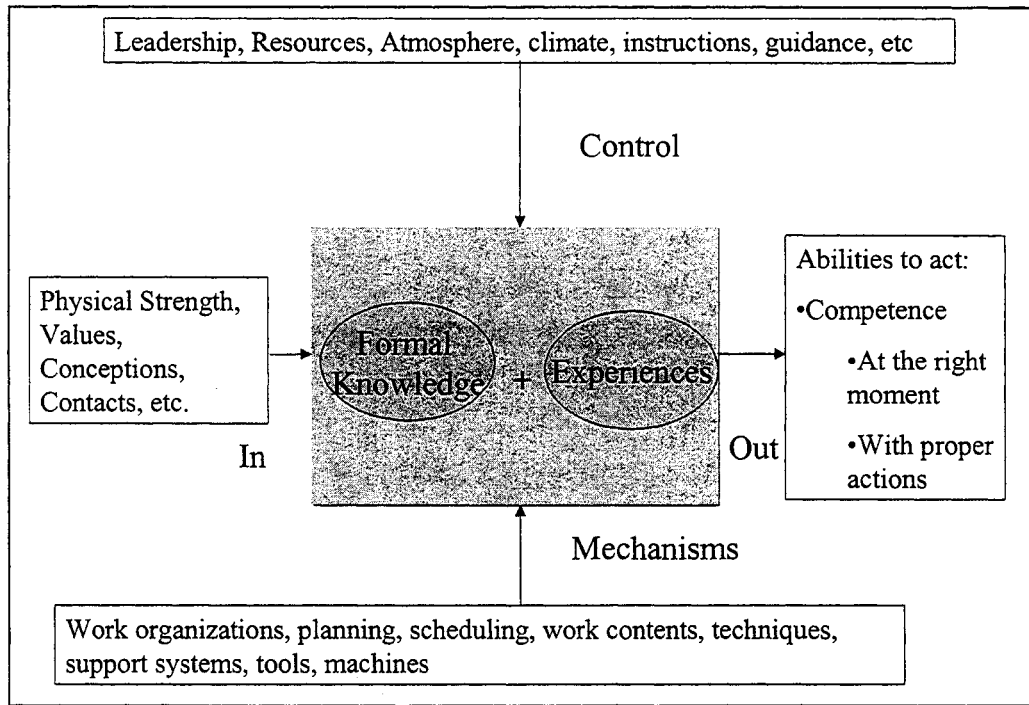 Leadership, Resources, Atmosphere, climate, instructions, guidance, etc
Control
Physical Strength,
Values,
Conceptions,
Contacts, etc.
In
Formal
Knowledge
+
Experiences
Out
Abilities to act:
•Competence
•At the right
moment
•With proper
actions
Mechanisms
Work organizations, planning, scheduling, work contents, techniques,
support systems, tools, machines